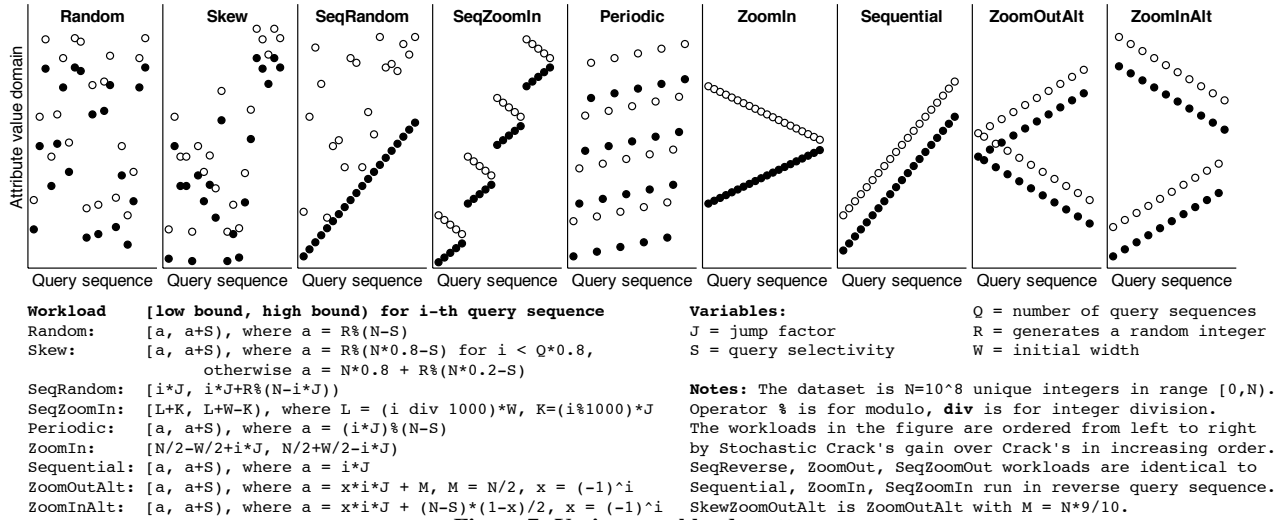 Random Skew SeqRandom SeqZoomIn Periodic ZoomIn Sequential ZoomOutAlt ZoomInAlt
Attribute value domain
Query sequence Query sequence Query sequence Query sequence Query sequence Query sequence Query sequence Query sequence Query sequence
Workload [low bound, high bound) for i-th query sequence
Random: [a, a+S), where a = R%(N-S)
Skew: [a, a+S), where a = R%(N*0.8-S) for i < Q*0.8,
otherwise a = N*0.8 + R%(N*0.2-S)
SeqRandom: [i*J, i*J+R%(N-i*J))
SeqZoomIn: [L+K, L+W-K), where L = (i div 1000)*W, K=(i%1000)*J
Periodic: [a, a+S), where a = (i*J)%(N-S)
ZoomIn: [N/2-W/2+i*J, N/2+W/2-i*J)
Sequential: [a, a+S), where a = i*J
ZoomOutAlt: [a, a+S), where a = x*i*J + M, M = N/2, x = (-1)^i
ZoomInAlt: [a, a+S), where a = x*i*J + (N-S)*(1-x)/2, x = (-1)^i
Variables: Q = number of query sequences
J = jump factor R = generates a random integer
S = query selectivity W = initial width
Notes: The dataset is N=10^8 unique integers in range [0,N).
Operator % is for modulo, div is for integer division.
The workloads in the figure are ordered from left to right
by Stochastic Crack's gain over Crack's in increasing order.
SeqReverse, ZoomOut, SeqZoomOut workloads are identical to
Sequential, ZoomIn, SeqZoomIn run in reverse query sequence.
SkewZoomOutAlt is ZoomOutAlt with M = N*9/10.